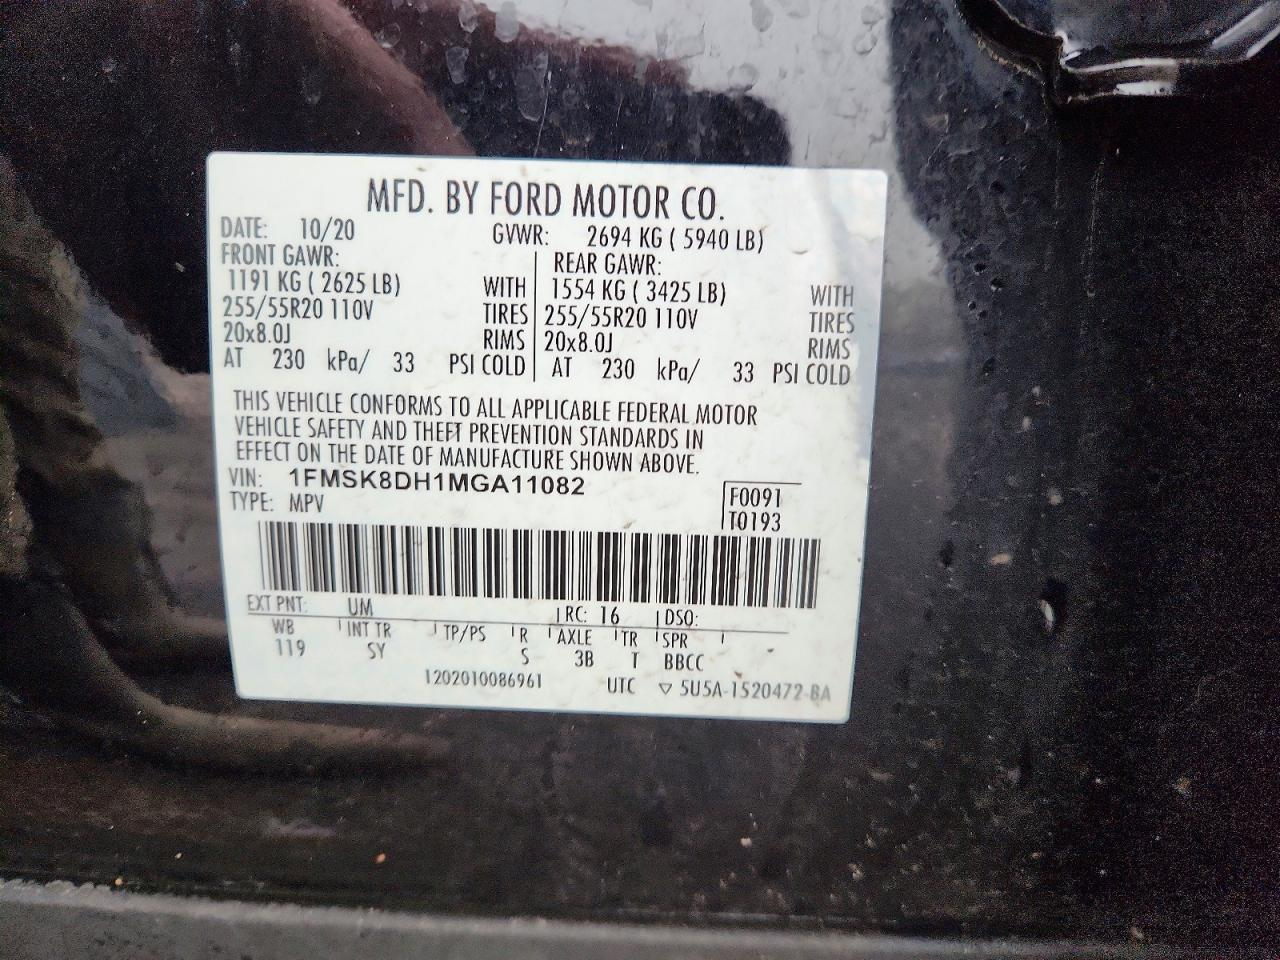 MFD. BY FORD MOTOR CO.
DATE: 10/20 GVWR: 2694 KG ( 5940 LB)
FRONT GAWR: REAR GAWR:
1191 KG ( 2625 LB) WITH 1554 KG ( 3425 LB) WITH
255/55R20 110V TIRES 255/55R20 110V TIRES
20x8.0J RIMS 20x8.0J RIMS
AT 230 kPa/ 33 PSI COLD AT 230 kPa/ 33 PSI COLD
THIS VEHICLE CONFORMS TO ALL APPLICABLE FEDERAL MOTOR
VEHICLE SAFETY AND THEFT PREVENTION STANDARDS IN
EFFECT ON THE DATE OF MANUFACTURE SHOWN ABOVE.
VIN: 1FMSK8DH1MGA11082 F0091
TYPE: MPV T0193
EXT PNT: UM RC: 16 DSO:
WB INT TR TP/PS R AXLE TR SPR
119 SY S 3B T BBCC
1202010086961 UTC ▽ 5U5A-1520472-BA